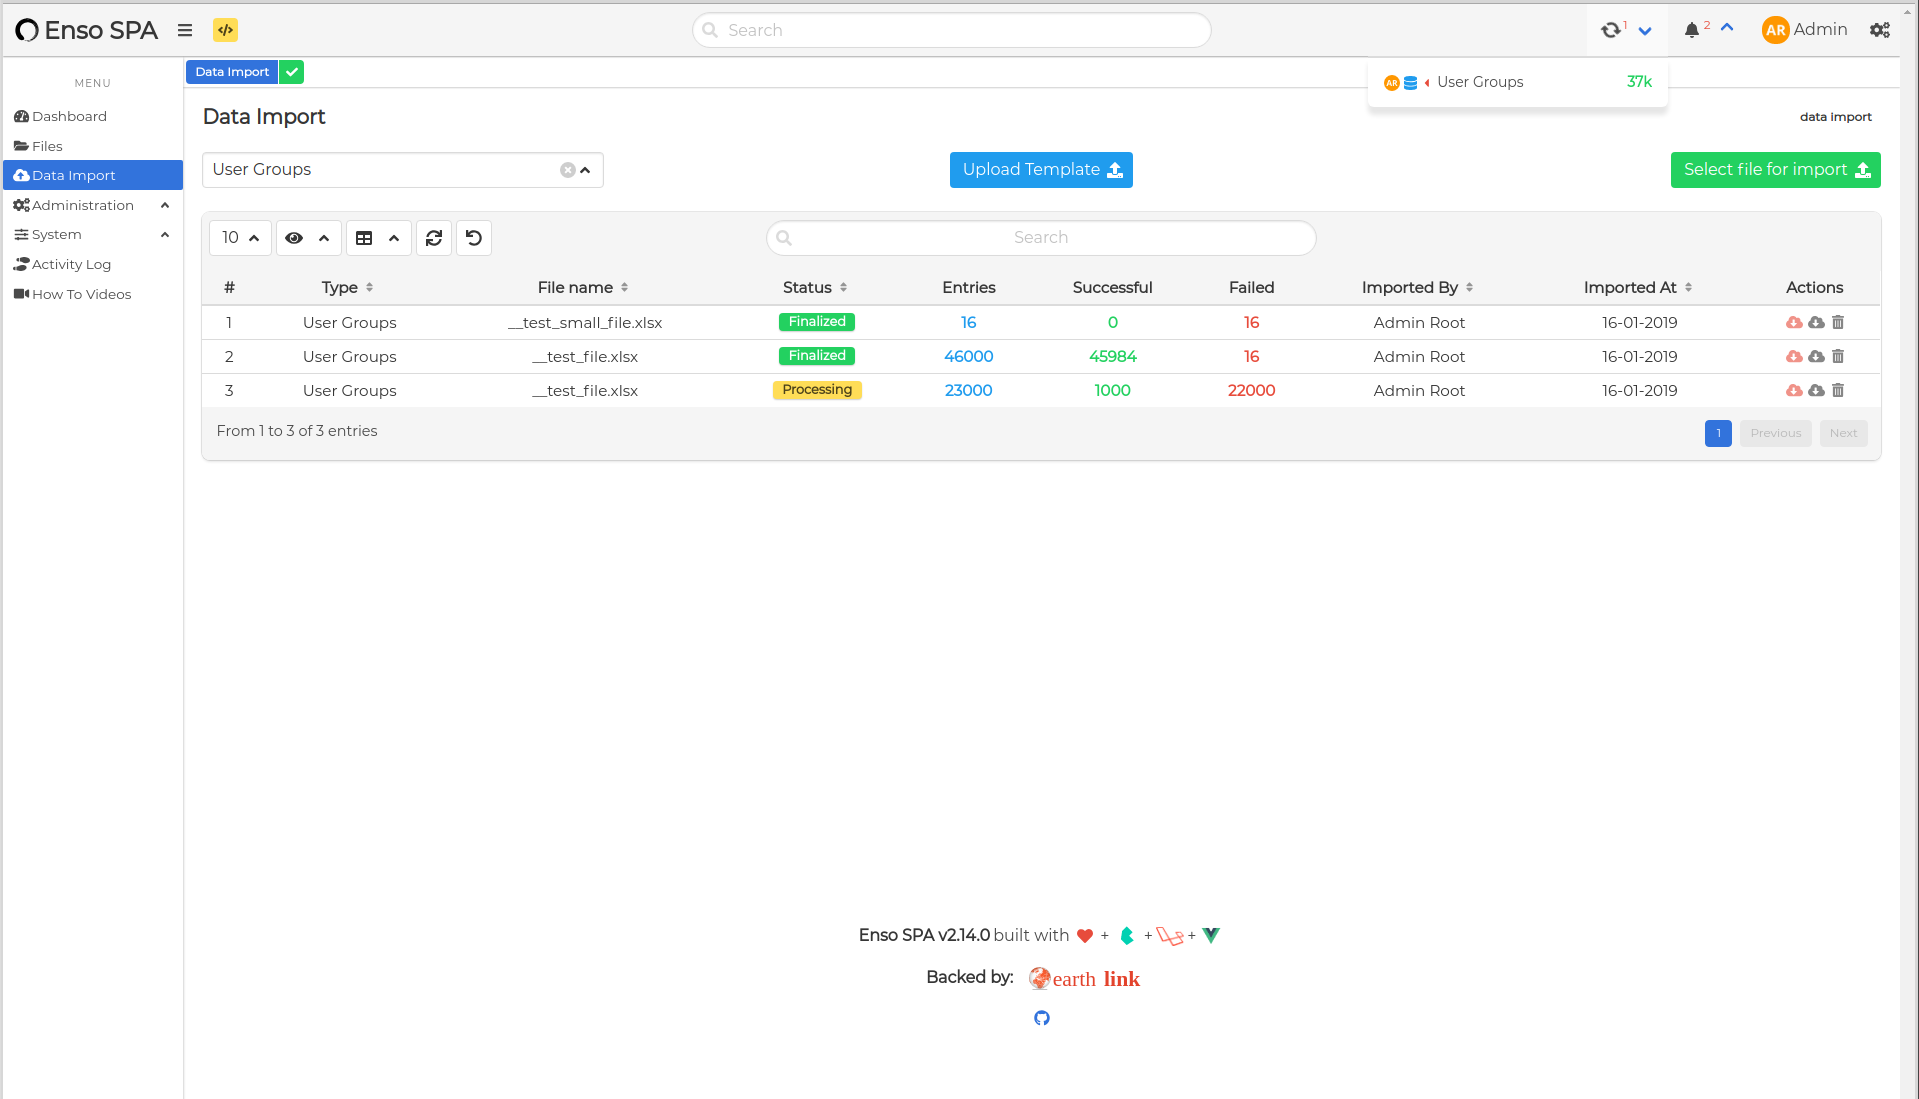 Enso SPA
Search
1
2
AR Admin
MENU
Dashboard
Files
Data Import
Administration
System
Activity Log
How To Videos
Data Import
AR User Groups 37k
Data Import
data import
User Groups
Upload Template
Select file for import
10
Search
# Type File name Status Entries Successful Failed Imported By Imported At Actions
1 User Groups __test_small_file.xlsx Finalized 16 0 16 Admin Root 16-01-2019
2 User Groups __test_file.xlsx Finalized 46000 45984 16 Admin Root 16-01-2019
3 User Groups __test_file.xlsx Processing 23000 1000 22000 Admin Root 16-01-2019
From 1 to 3 of 3 entries
1 Previous Next
Enso SPA v2.14.0 built with + + +
Backed by: earth link